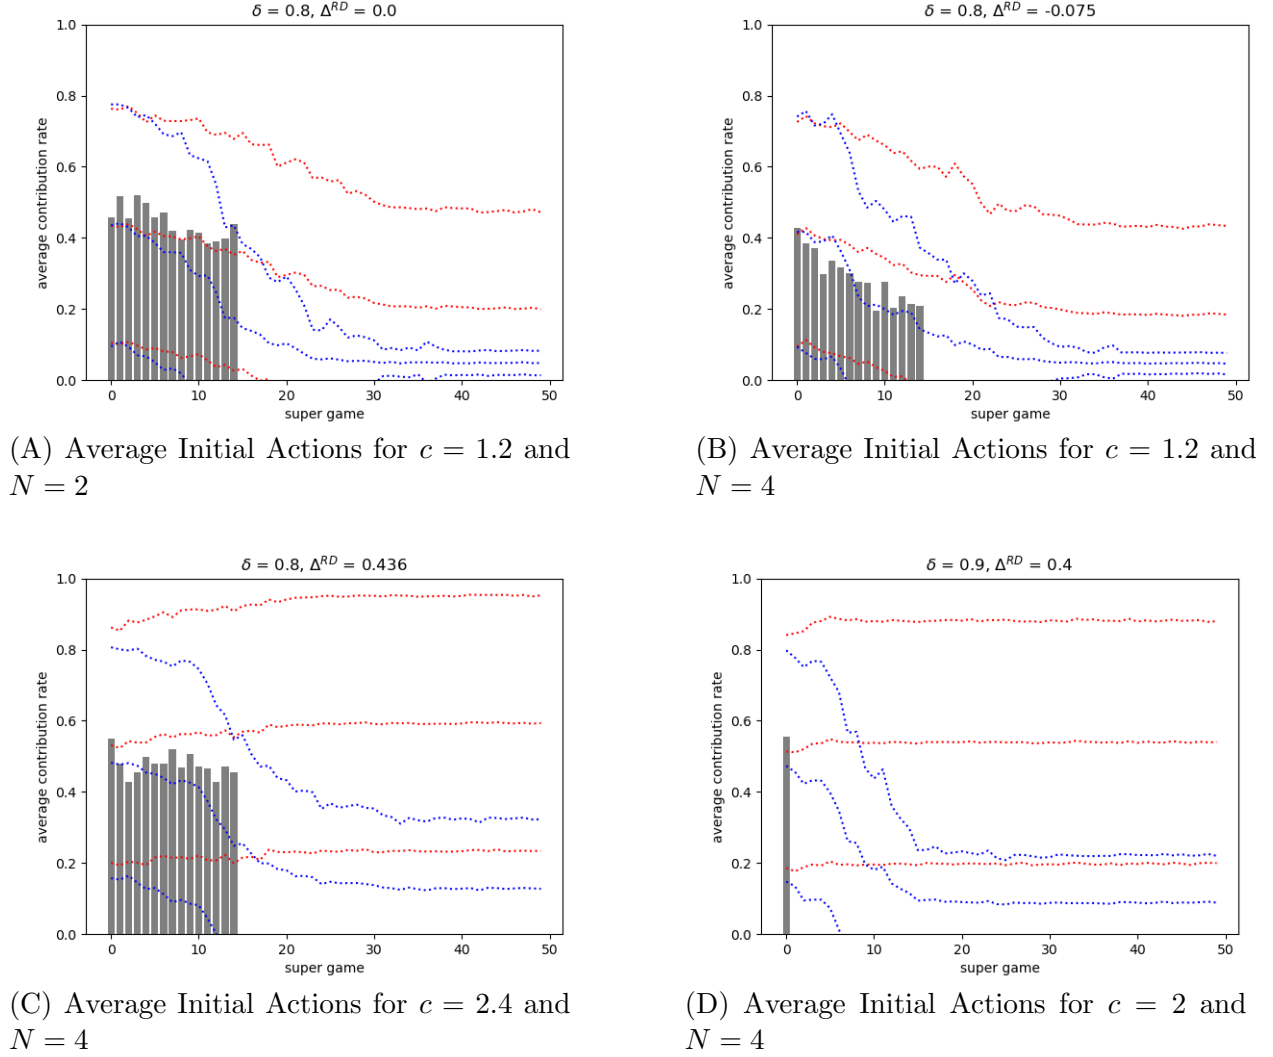 δ = 0.8, Δ^RD = 0.0
1.0
0.8
0.6
0.4
0.2
0.0
average contribution rate
0 10 20 30 40 50
super game
(A) Average Initial Actions for c = 1.2 and
N = 2
δ = 0.8, Δ^RD = -0.075
1.0
0.8
0.6
0.4
0.2
0.0
average contribution rate
0 10 20 30 40 50
super game
(B) Average Initial Actions for c = 1.2 and
N = 4
δ = 0.8, Δ^RD = 0.436
1.0
0.8
0.6
0.4
0.2
0.0
average contribution rate
0 10 20 30 40 50
super game
(C) Average Initial Actions for c = 2.4 and
N = 4
δ = 0.9, Δ^RD = 0.4
1.0
0.8
0.6
0.4
0.2
0.0
average contribution rate
0 10 20 30 40 50
super game
(D) Average Initial Actions for c = 2 and
N = 4